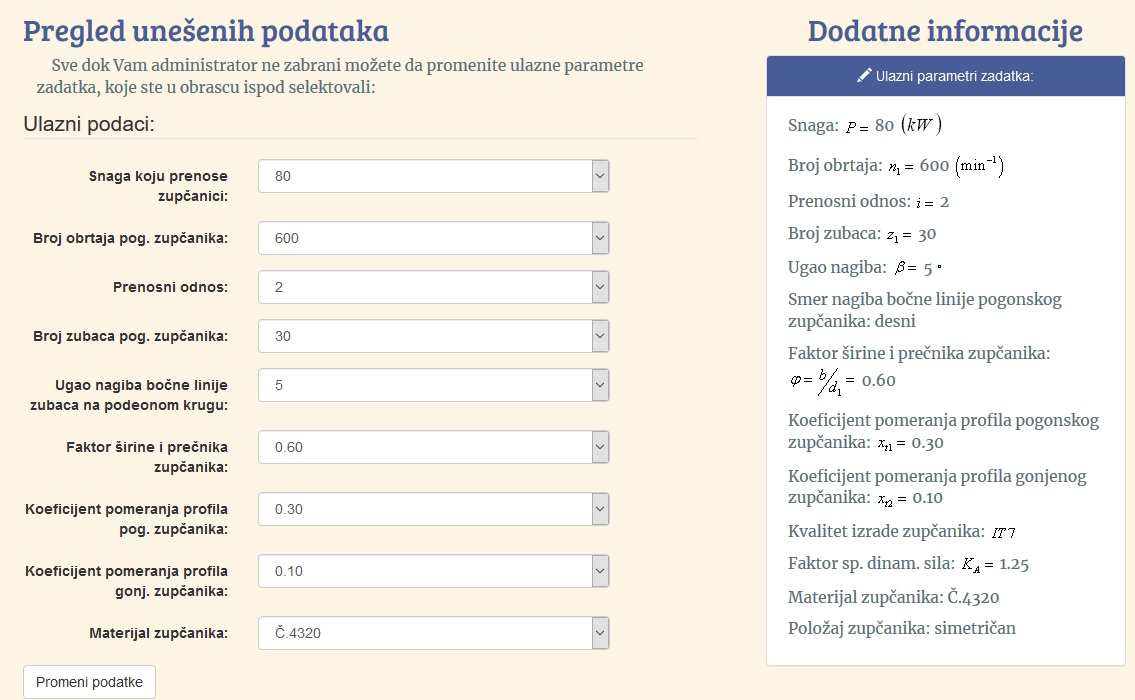 Pregled unešenih podataka
Sve dok Vam administrator ne zabrani možete da promenite ulazne parametre
zadatka, koje ste u obrascu ispod selektovali:
Ulazni podaci:
Snaga koju prenose
zupčanici:
80
Broj obrtaja pog. zupčanika:
600
Prenosni odnos:
2
Broj zubaca pog. zupčanika:
30
Ugao nagiba bočne linije
zubaca na podeonom krugu:
5
Faktor širine i prečnika
zupčanika:
0.60
Koeficijent pomeranja profila
pog. zupčanika:
0.30
Koeficijent pomeranja profila
gonj. zupčanika:
0.10
Materijal zupčanika:
Č.4320
Promeni podatke
Dodatne informacije
Ulazni parametri zadatka:
Snaga: P = 80 (kW)
Broj obrtaja: n₁ = 600 (min⁻¹)
Prenosni odnos: i = 2
Broj zubaca: z₁ = 30
Ugao nagiba: β = 5 °
Smer nagiba bočne linije pogonskog
zupčanika: desni
Faktor širine i prečnika zupčanika:
φ = b/d₁ = 0.60
Koeficijent pomeranja profila pogonskog
zupčanika: xₜ₁ = 0.30
Koeficijent pomeranja profila gonjenog
zupčanika: xₜ₂ = 0.10
Kvalitet izrade zupčanika: IT7
Faktor sp. dinam. sila: K_A = 1.25
Materijal zupčanika: Č.4320
Položaj zupčanika: simetričan